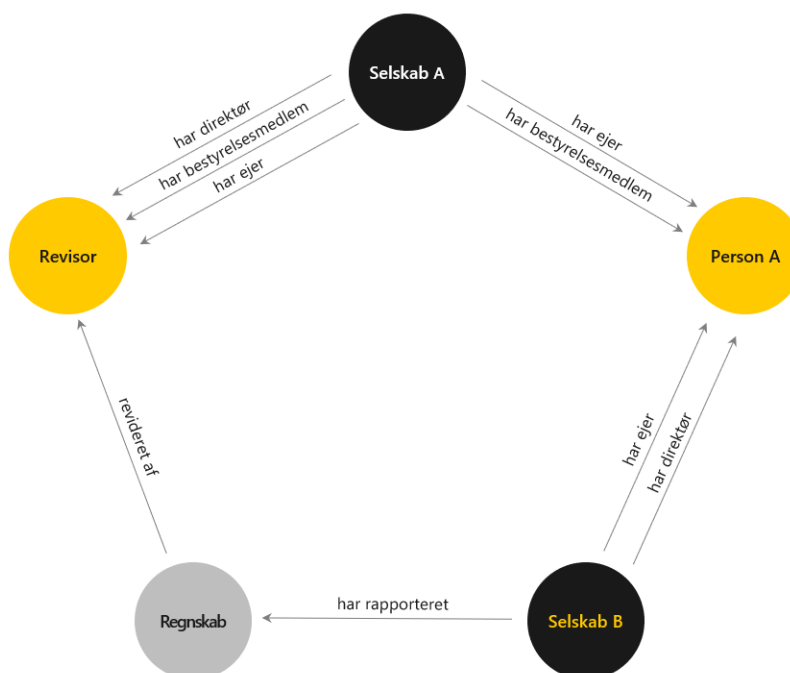 Selskab A
har direktør
har bestyrelsesmedlem
har ejer
har ejer
har bestyrelsesmedlem
Revisor
Person A
revideret af
har ejer
har direktør
har rapporteret
Regnskab
Selskab B